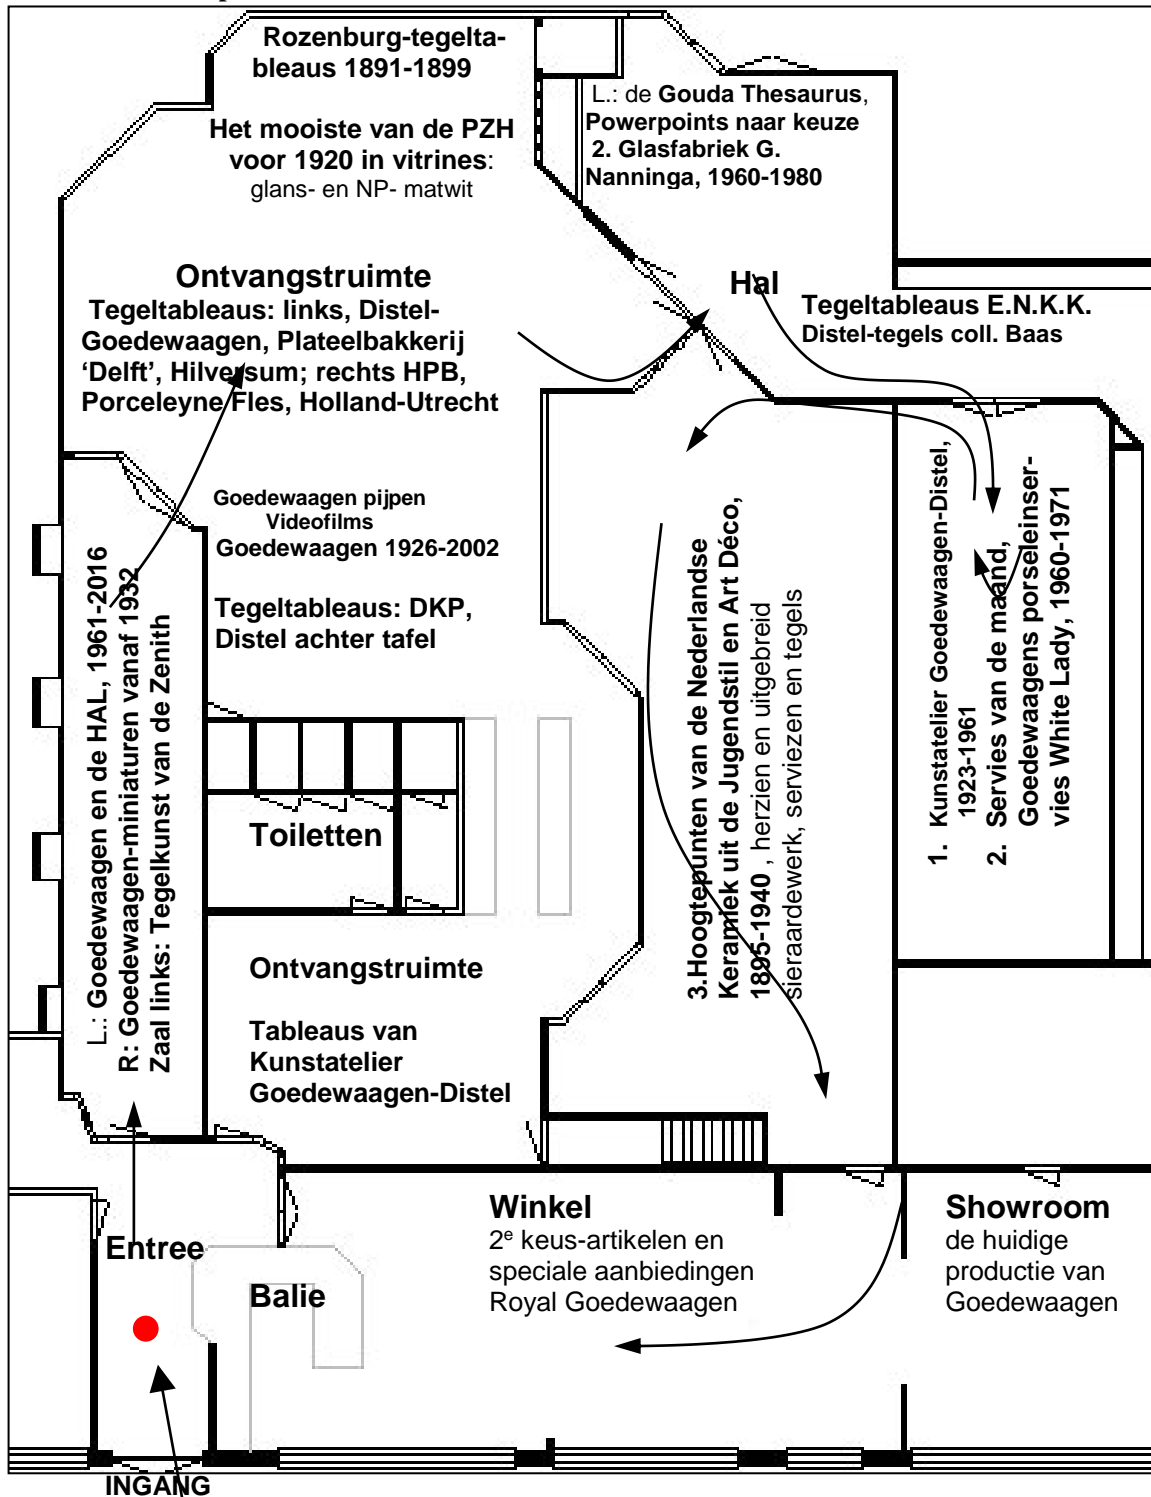 Rozenburg-tegelta-
bleaus 1891-1899
Het mooiste van de PZH
voor 1920 in vitrines:
glans- en NP- matwit
L.: de Gouda Thesaurus,
Powerpoints naar keuze
2. Glasfabriek G.
Nanninga, 1960-1980
Ontvangstruimte
Tegeltableaus: links, Distel-
Goedewaagen, Plateelbakkerij
‘Delft’, Hilversum; rechts HPB,
Porceleyne Fles, Holland-Utrecht
Hal
Tegeltableaus E.N.K.K.
Distel-tegels coll. Baas
Goedewaagen pijpen
Videofilms
Goedewaagen 1926-2002
Tegeltableaus: DKP,
Distel achter tafel
L.: Goedewaagen en de HAL, 1961-2016
R: Goedewaagen-miniaturen vanaf 1932
Zaal links: Tegelkunst van de Zenith
3.Hoogtepunten van de Nederlandse
Keramiek uit de Jugendstil en Art Déco,
1895-1940 , herzien en uitgebreid
sieraardewerk, serviezen en tegels
1. Kunstatelier Goedewaagen-Distel,
1923-1961
2. Servies van de maand,
Goedewaagens porseleinser-
vies White Lady, 1960-1971
Toiletten
Ontvangstruimte
Tableaus van
Kunstatelier
Goedewaagen-Distel
Winkel
2e keus-artikelen en
speciale aanbiedingen
Royal Goedewaagen
Showroom
de huidige
productie van
Goedewaagen
Entree
Balie
INGANG